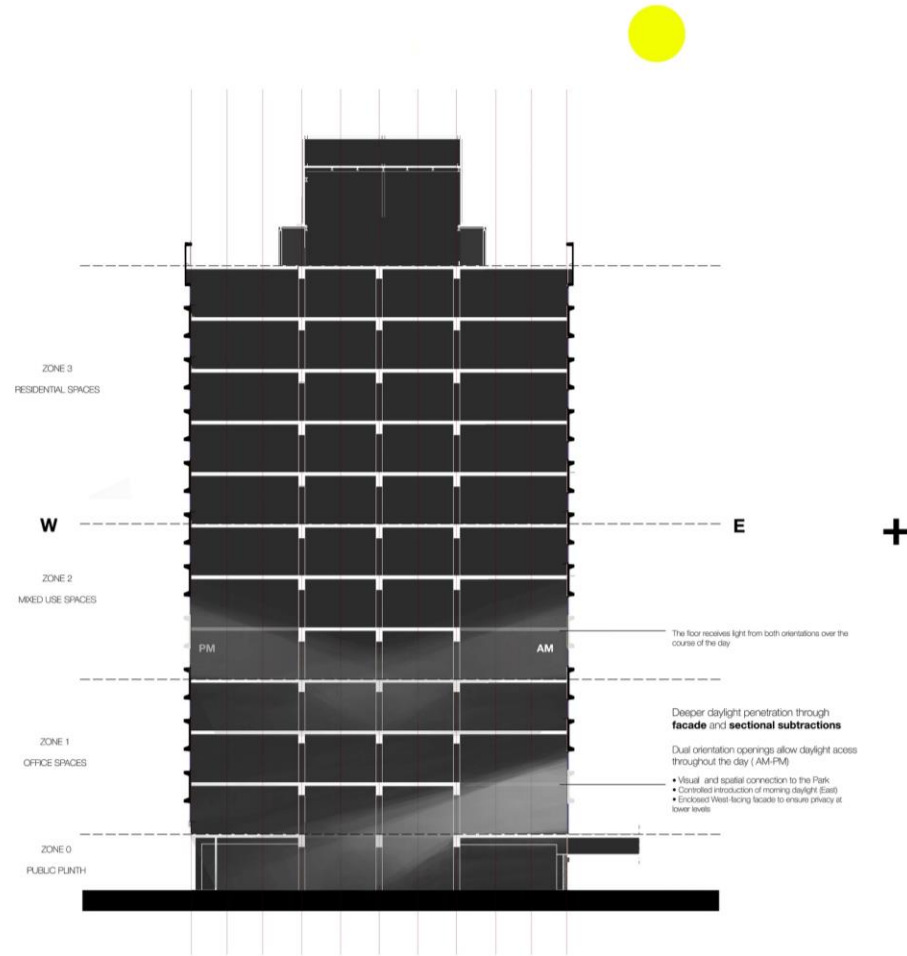 ZONE 3
RESIDENTIAL SPACES
W
E
ZONE 2
MIXED USE SPACES
PM
AM
The floor receives light from both orientations over the
course of the day
ZONE 1
OFFICE SPACES
Deeper daylight penetration through
facade and sectional subtractions
Dual orientation openings allow daylight acess
throughout the day ( AM-PM)
• Visual and spatial connection to the Park
• Controlled introduction of morning daylight (East)
• Enclosed West-facing facade to ensure privacy at
lower levels
ZONE 0
PUBLIC PLINTH